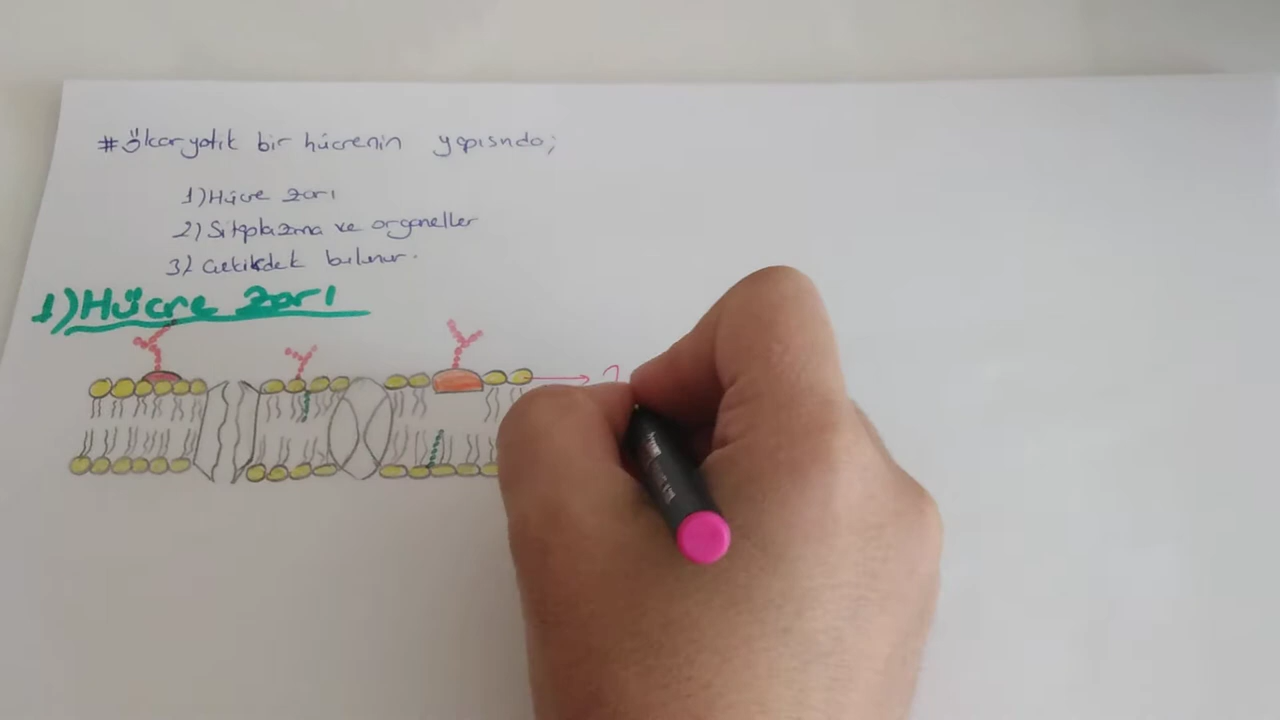 #Ökaryotik bir hücrenin yapısında;
1)Hücre zarı
2) Sitoplazma ve organeller
3) Çekirdek bulunur.
1)Hücre zarı